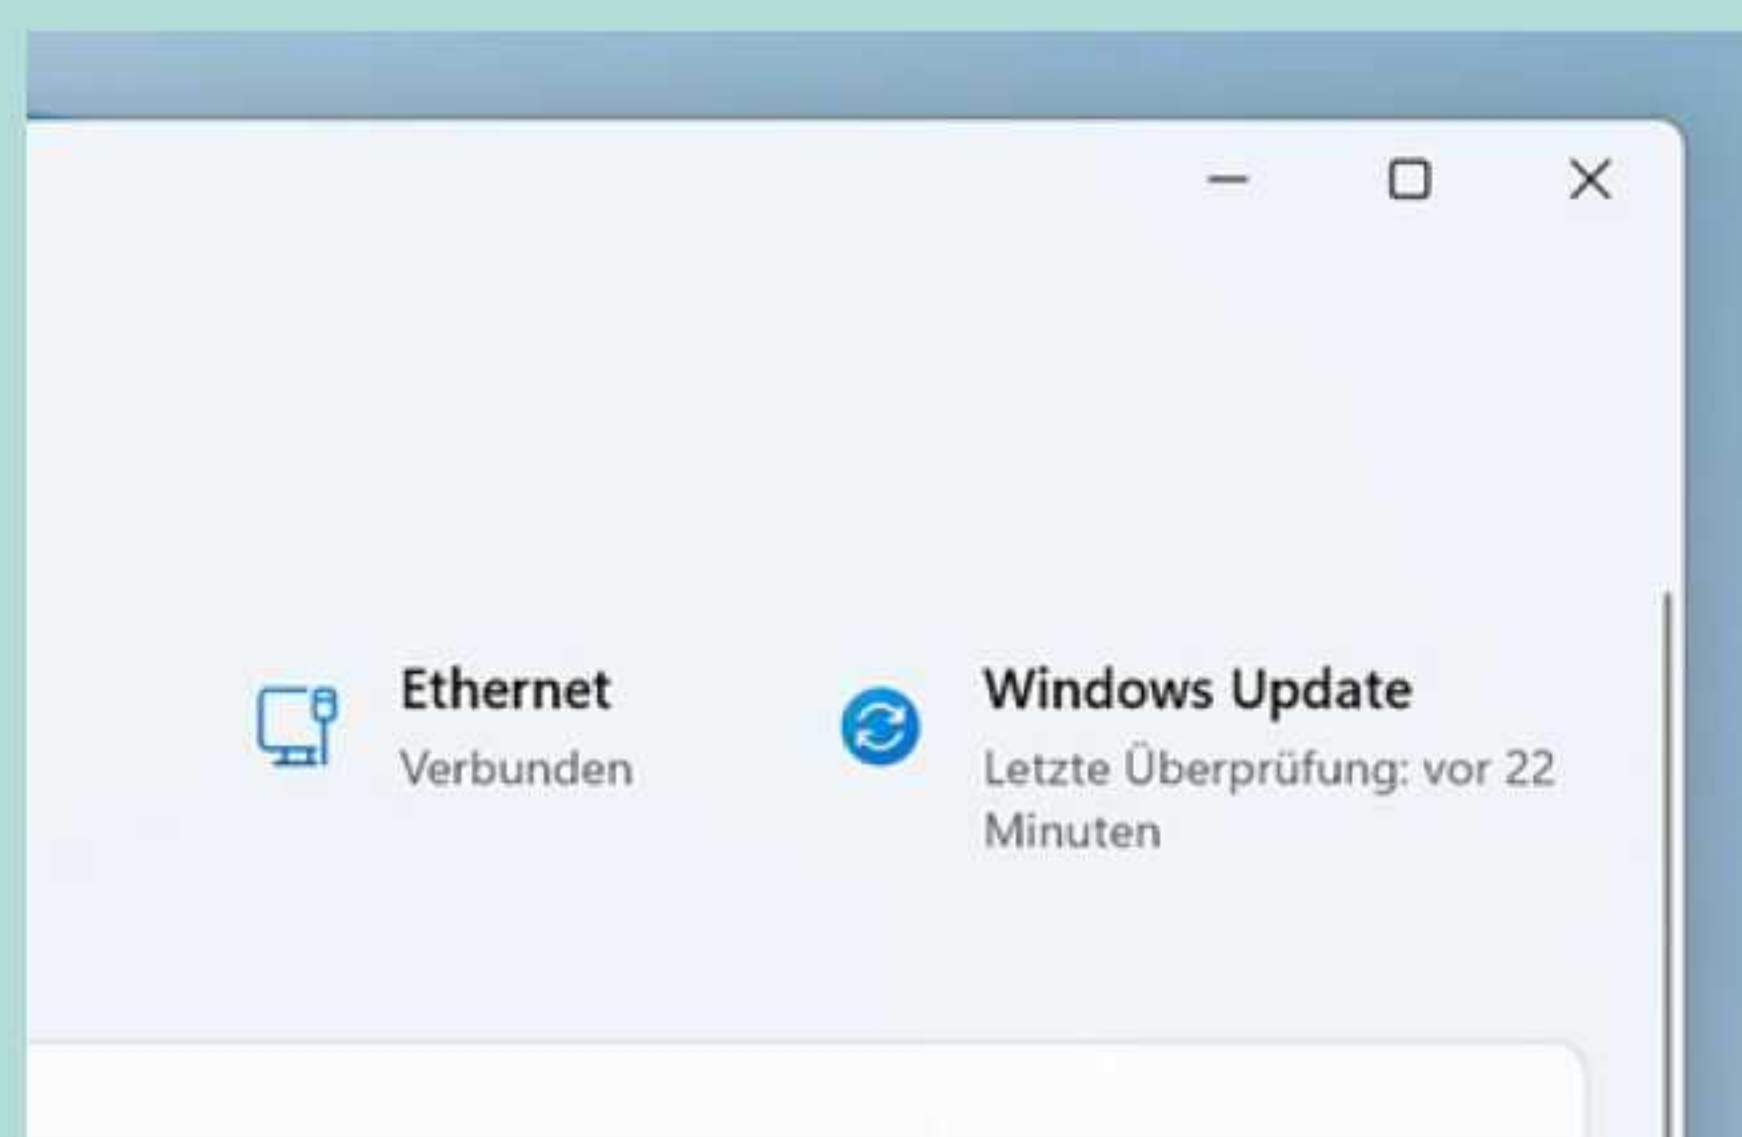 Ethernet
Verbunden
Windows Update
Letzte Überprüfung: vor 22
Minuten